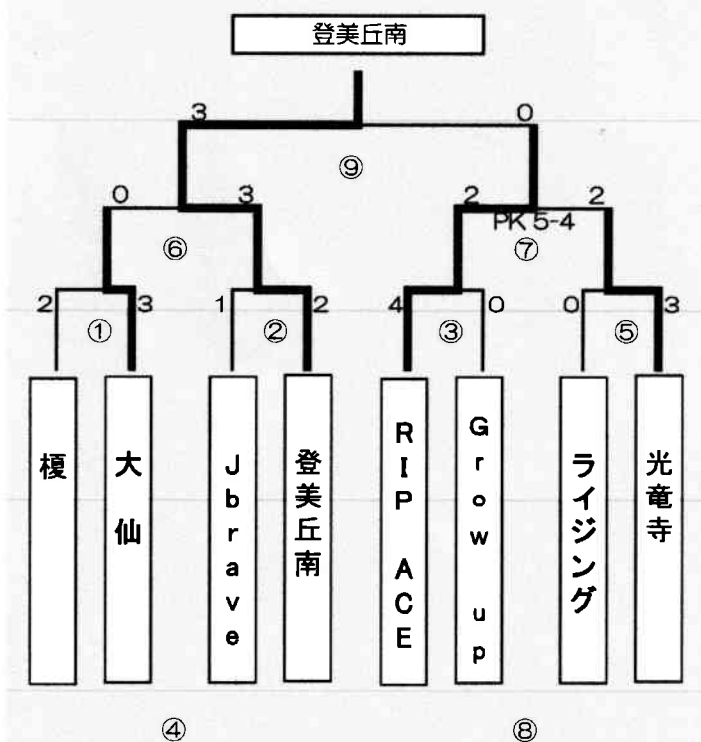 登美丘南
3 0
⑨
0 3 2 2
PK 5-4
⑥ ⑦
2 3 1 2 4 0 0 3
① ② ③ ⑤
榎
大仙
Jbrave
登美丘南
RIP ACE
Grow up
ライジング
光竜寺
④ ⑧